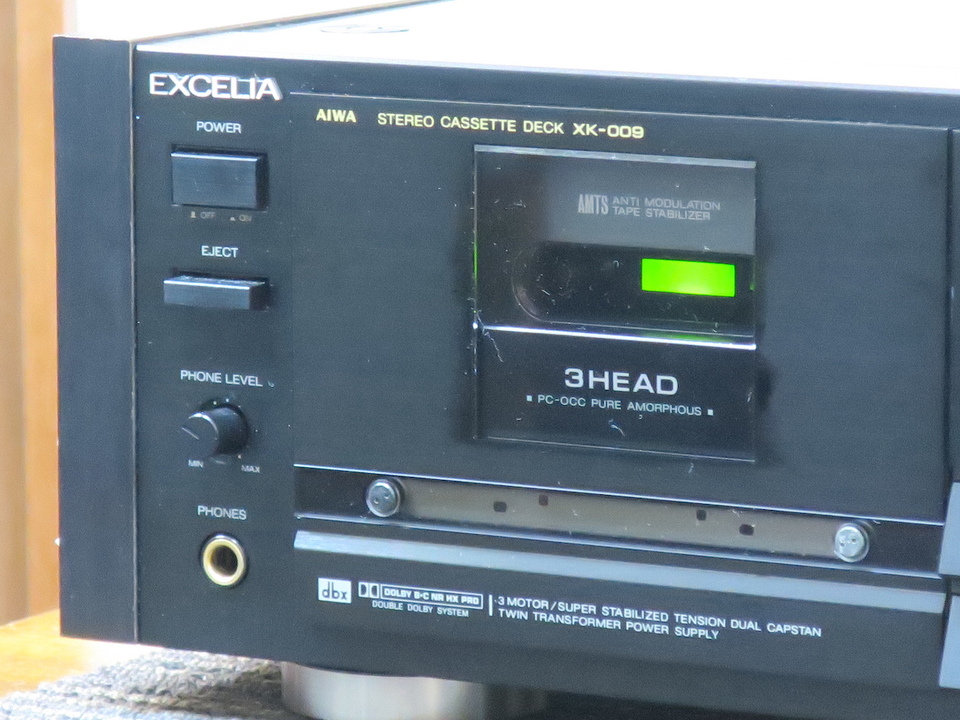 EXCELIA
AIWA STEREO CASSETTE DECK XK-009
POWER
OFF ON
AMTS ANTI MODULATION
TAPE STABILIZER
EJECT
3HEAD
PC-OCC PURE AMORPHOUS
PHONE LEVEL
MIN MAX
PHONES
dbx DOLBY B·C NR HX PRO
DOUBLE DOLBY SYSTEM
3 MOTOR/SUPER STABILIZED TENSION DUAL CAPSTAN
TWIN TRANSFORMER POWER SUPPLY